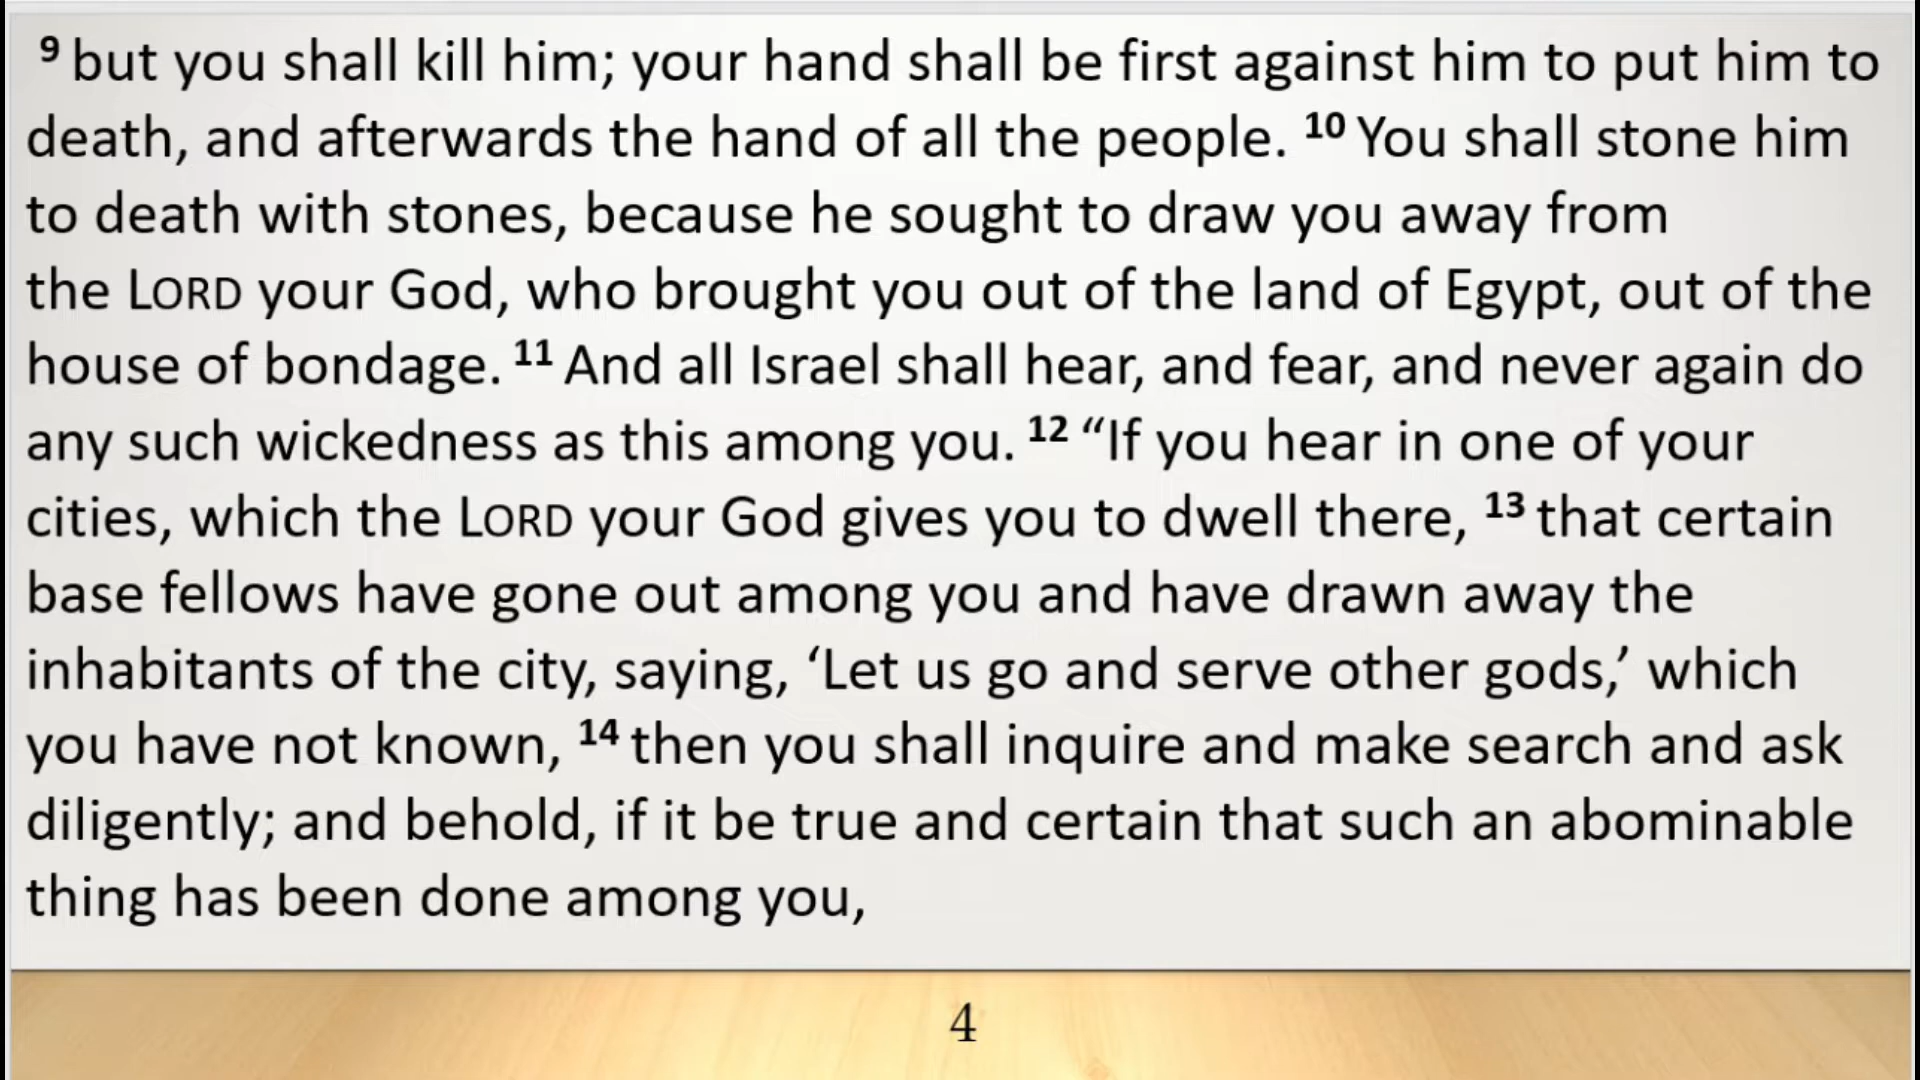 9 but you shall kill him; your hand shall be first against him to put him to
death, and afterwards the hand of all the people. 10 You shall stone him
to death with stones, because he sought to draw you away from
the LORD your God, who brought you out of the land of Egypt, out of the
house of bondage. 11 And all Israel shall hear, and fear, and never again do
any such wickedness as this among you. 12 “If you hear in one of your
cities, which the LORD your God gives you to dwell there, 13 that certain
base fellows have gone out among you and have drawn away the
inhabitants of the city, saying, ‘Let us go and serve other gods,’ which
you have not known, 14 then you shall inquire and make search and ask
diligently; and behold, if it be true and certain that such an abominable
thing has been done among you,
4